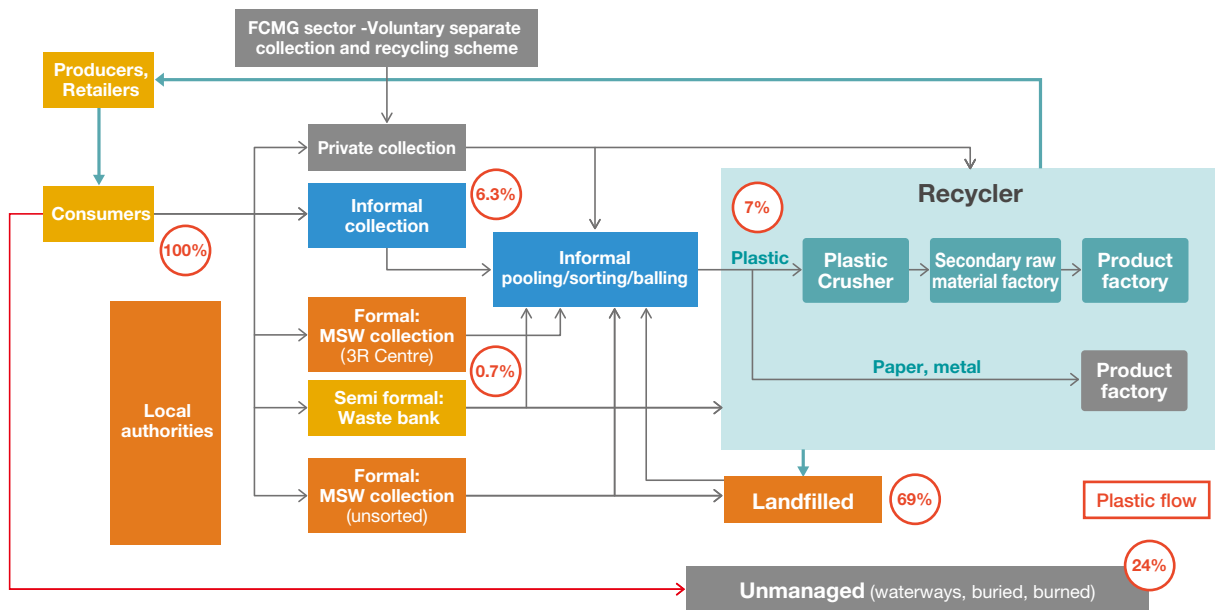 FCMG sector -Voluntary separate
collection and recycling scheme
Producers,
Retailers
Private collection
6.3%
Recycler
Consumers
100%
Informal
collection
7%
Informal
pooling/sorting/balling
Plastic
Plastic
Crusher
Secondary raw
material factory
Product
factory
Formal:
MSW collection
(3R Centre)
0.7%
Paper, metal
Product
factory
Local
authorities
Semi formal:
Waste bank
Formal:
MSW collection
(unsorted)
Landfilled
69%
Plastic flow
24%
Unmanaged (waterways, buried, burned)